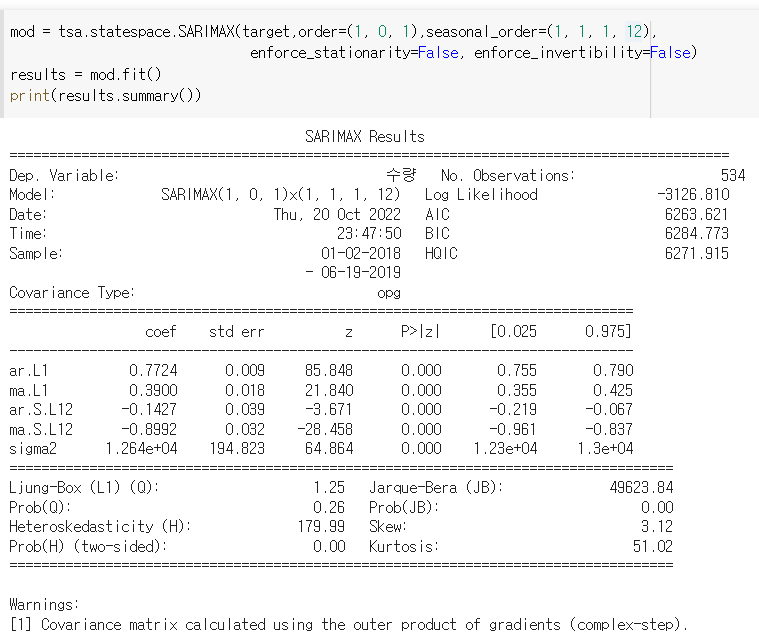 mod = tsa.statespace.SARIMAX(target,order=(1, 0, 1),seasonal_order=(1, 1, 1, 12),
enforce_stationarity=False, enforce_invertibility=False)
results = mod.fit()
print(results.summary())
SARIMAX Results
==========================================================================================
Dep. Variable: 수량 No. Observations: 534
Model: SARIMAX(1, 0, 1)x(1, 1, 1, 12) Log Likelihood -3126.810
Date: Thu, 20 Oct 2022 AIC 6263.621
Time: 23:47:50 BIC 6284.773
Sample: 01-02-2018 HQIC 6271.915
- 06-19-2019
Covariance Type: opg
==============================================================================
coef std err z P>|z| [0.025 0.975]
------------------------------------------------------------------------------
ar.L1 0.7724 0.009 85.848 0.000 0.755 0.790
ma.L1 0.3900 0.018 21.840 0.000 0.355 0.425
ar.S.L12 -0.1427 0.039 -3.671 0.000 -0.219 -0.067
ma.S.L12 -0.8992 0.032 -28.458 0.000 -0.961 -0.837
sigma2 1.264e+04 194.823 64.864 0.000 1.23e+04 1.3e+04
===================================================================================
Ljung-Box (L1) (Q): 1.25 Jarque-Bera (JB): 49623.84
Prob(Q): 0.26 Prob(JB): 0.00
Heteroskedasticity (H): 179.99 Skew: 3.12
Prob(H) (two-sided): 0.00 Kurtosis: 51.02
===================================================================================
Warnings:
[1] Covariance matrix calculated using the outer product of gradients (complex-step).